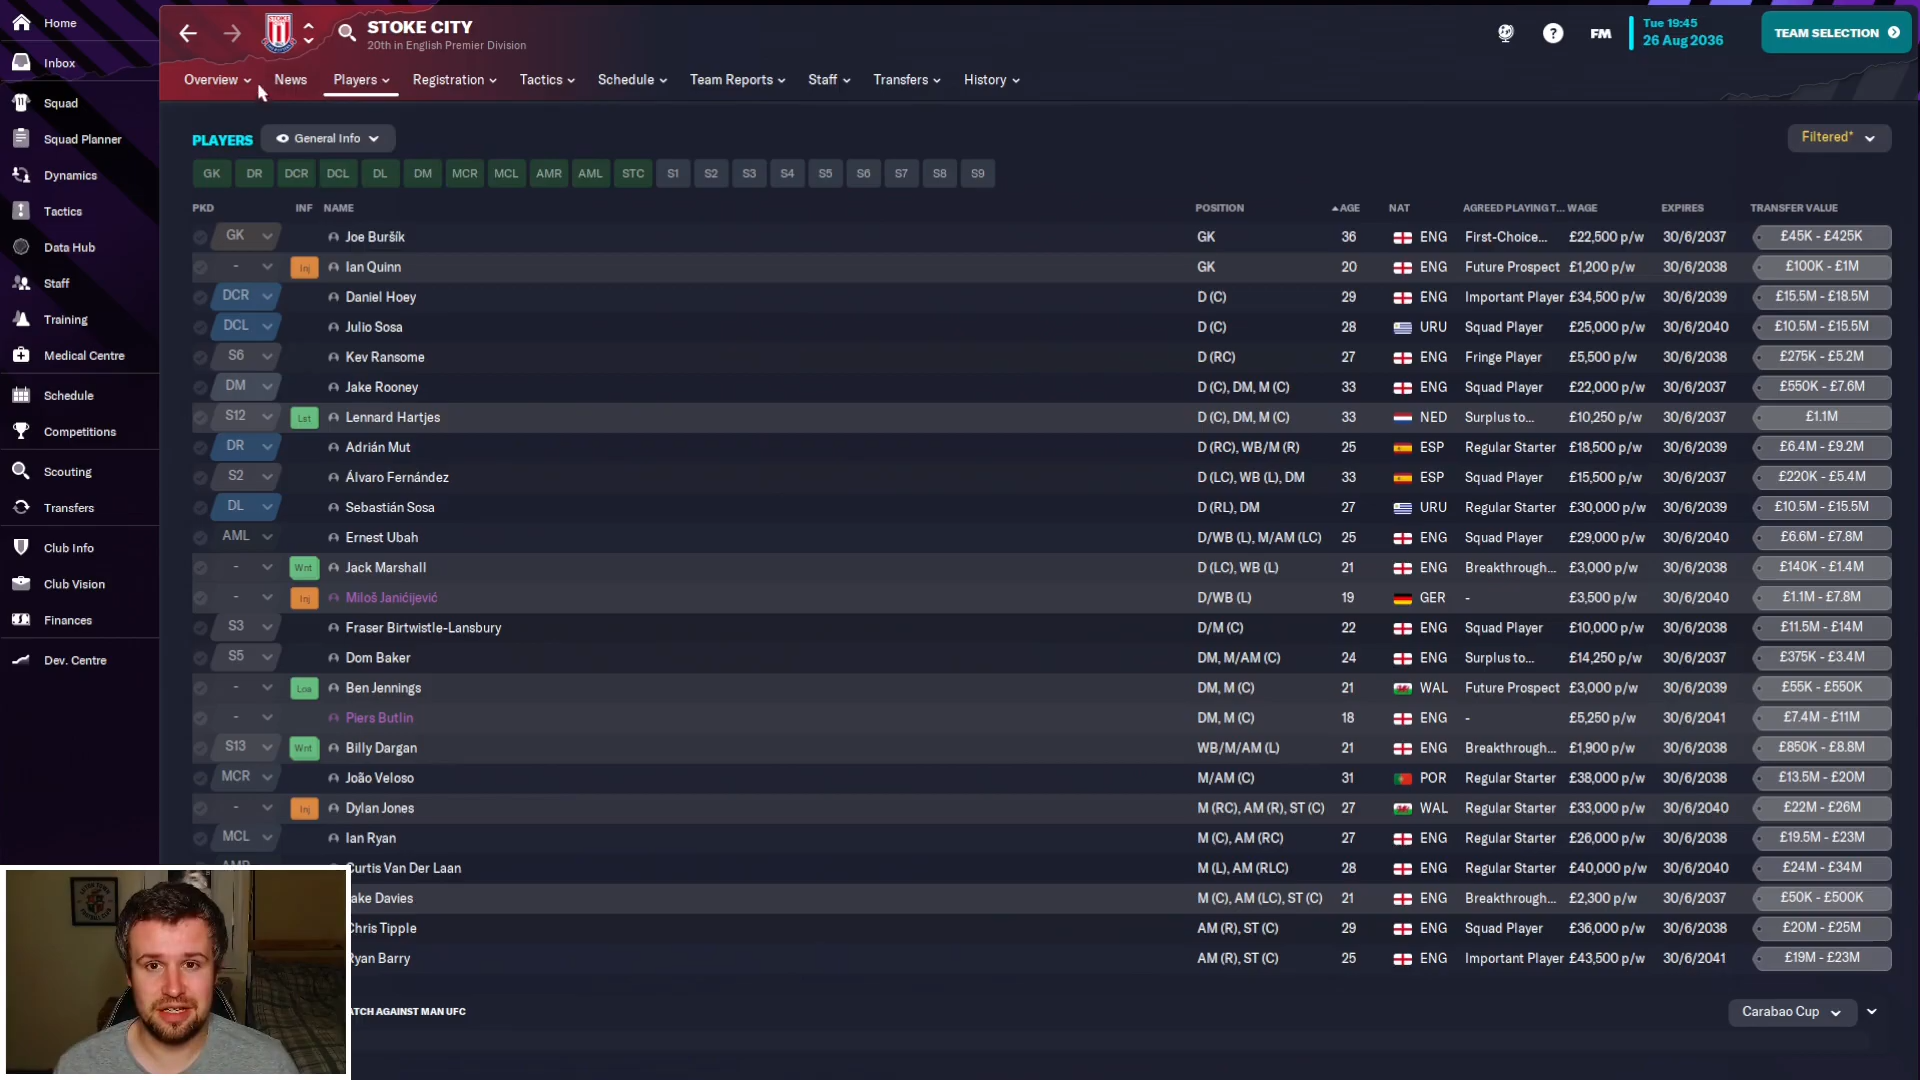 Home
Inbox
Squad
Squad Planner
Dynamics
Tactics
Data Hub
Staff
Training
Medical Centre
Schedule
Competitions
Scouting
Transfers
Club Info
Club Vision
Finances
Dev. Centre
STOKE CITY
20th in English Premier Division
? FM Tue 19:45
26 Aug 2036
TEAM SELECTION
Overview News Players Registration Tactics Schedule Team Reports Staff Transfers History
PLAYERS General Info Filtered*
GK DR DCR DCL DL DM MCR MCL AMR AML STC S1 S2 S3 S4 S5 S6 S7 S8 S9
PKD INF NAME POSITION AGE NAT AGREED PLAYING T... WAGE EXPIRES TRANSFER VALUE
GK Joe Buršík GK 36 ENG First-Choice... £22,500 p/w 30/6/2037 £45K - £425K
- Inj Ian Quinn GK 20 ENG Future Prospect £1,200 p/w 30/6/2038 £100K - £1M
DCR Daniel Hoey D (C) 29 ENG Important Player £34,500 p/w 30/6/2039 £15.5M - £18.5M
DCL Julio Sosa D (C) 28 URU Squad Player £25,000 p/w 30/6/2040 £10.5M - £15.5M
S6 Kev Ransome D (RC) 27 ENG Fringe Player £5,500 p/w 30/6/2038 £275K - £5.2M
DM Jake Rooney D (C), DM, M (C) 33 ENG Squad Player £22,000 p/w 30/6/2037 £550K - £7.6M
S12 Lst Lennard Hartjes D (C), DM, M (C) 33 NED Surplus to... £10,250 p/w 30/6/2037 £1.1M
DR Adrián Mut D (RC), WB/M (R) 25 ESP Regular Starter £18,500 p/w 30/6/2039 £6.4M - £9.2M
S2 Álvaro Fernández D (LC), WB (L), DM 33 ESP Squad Player £15,500 p/w 30/6/2037 £220K - £5.4M
DL Sebastián Sosa D (RL), DM 27 URU Regular Starter £30,000 p/w 30/6/2039 £10.5M - £15.5M
AML Ernest Ubah D/WB (L), M/AM (LC) 25 ENG Squad Player £29,000 p/w 30/6/2040 £6.6M - £7.8M
- Wnt Jack Marshall D (LC), WB (L) 21 ENG Breakthrough... £3,000 p/w 30/6/2038 £140K - £1.4M
- Inj Miloš Janićijević D/WB (L) 19 GER - £3,500 p/w 30/6/2040 £1.1M - £7.8M
S3 Fraser Birtwistle-Lansbury D/M (C) 22 ENG Squad Player £10,000 p/w 30/6/2038 £11.5M - £14M
S5 Dom Baker DM, M/AM (C) 24 ENG Surplus to... £14,250 p/w 30/6/2037 £375K - £3.4M
- Loa Ben Jennings DM, M (C) 21 WAL Future Prospect £3,000 p/w 30/6/2039 £55K - £550K
- Piers Butlin DM, M (C) 18 ENG - £5,250 p/w 30/6/2041 £7.4M - £11M
S13 Wnt Billy Dargan WB/M/AM (L) 21 ENG Breakthrough... £1,900 p/w 30/6/2038 £850K - £8.8M
MCR João Veloso M/AM (C) 31 POR Regular Starter £38,000 p/w 30/6/2038 £13.5M - £20M
- Inj Dylan Jones M (RC), AM (R), ST (C) 27 WAL Regular Starter £33,000 p/w 30/6/2040 £22M - £26M
MCL Ian Ryan M (C), AM (RC) 27 ENG Regular Starter £26,000 p/w 30/6/2038 £19.5M - £23M
AMR Curtis Van Der Laan M (L), AM (RLC) 28 ENG Regular Starter £40,000 p/w 30/6/2040 £24M - £34M
ake Davies M (C), AM (LC), ST (C) 21 ENG Breakthrough... £2,300 p/w 30/6/2037 £50K - £500K
Chris Tipple AM (R), ST (C) 29 ENG Squad Player £36,000 p/w 30/6/2038 £20M - £25M
Ryan Barry AM (R), ST (C) 25 ENG Important Player £43,500 p/w 30/6/2041 £19M - £23M
ATCH AGAINST MAN UFC Carabao Cup